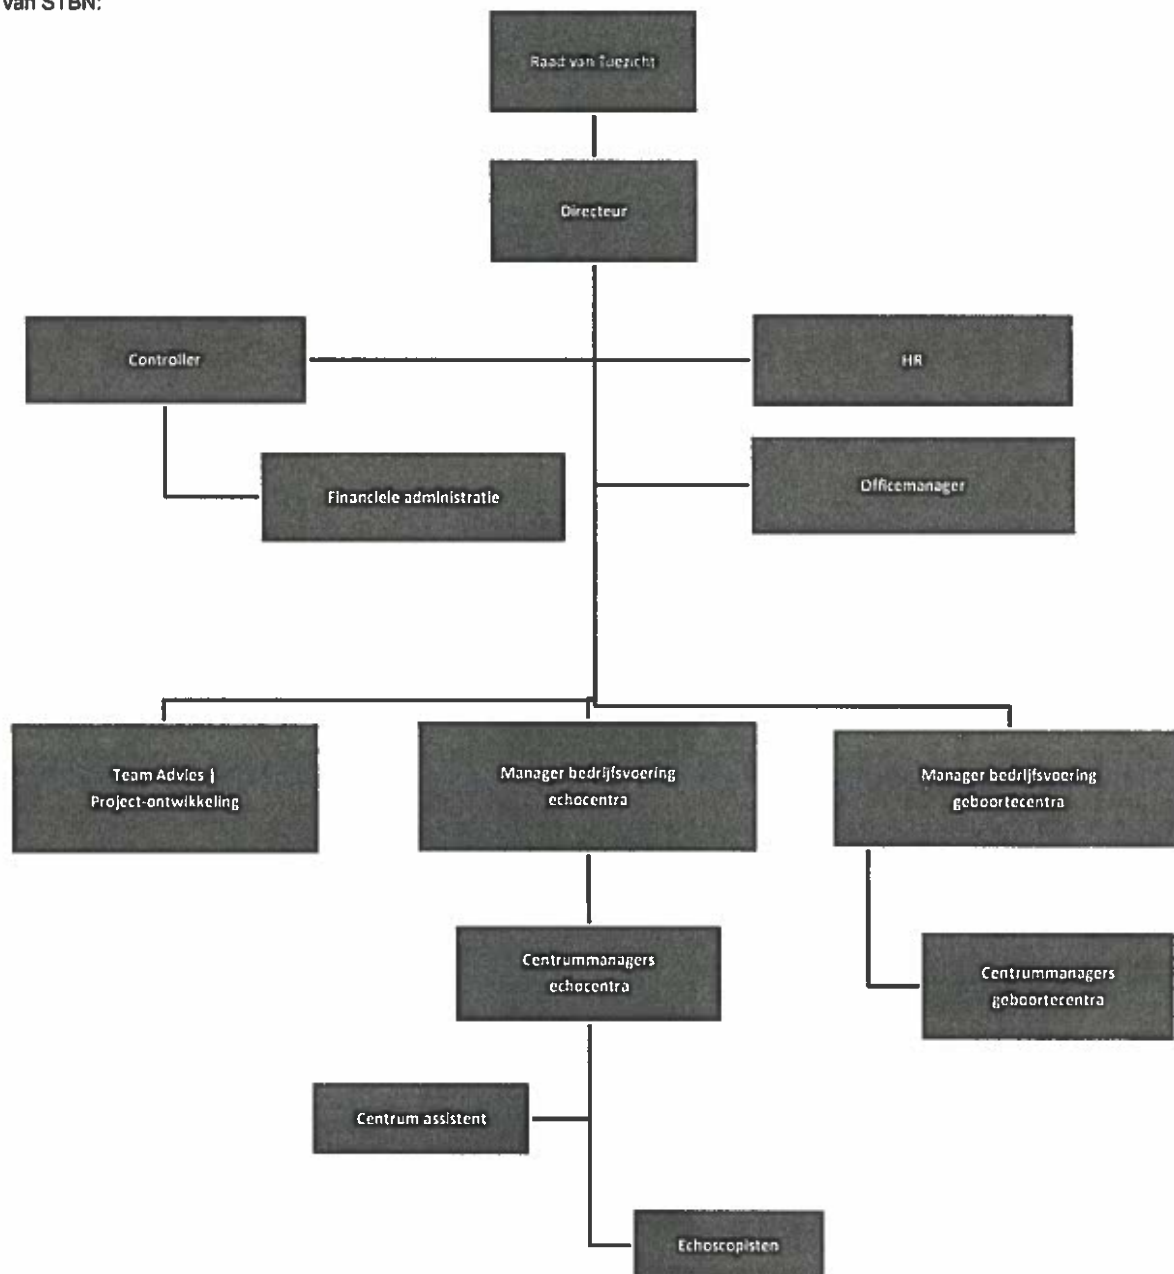 van STBN:
Raad van Toezicht
Directeur
Controller
HR
Financiele administratie
Officemanager
Team Advies |
Project-ontwikkeling
Manager bedrijfsvoering
echocentra
Manager bedrijfsvoering
geboortecentra
Centrummanagers
echocentra
Centrummanagers
geboortecentra
Centrum assistent
Echoscopisten